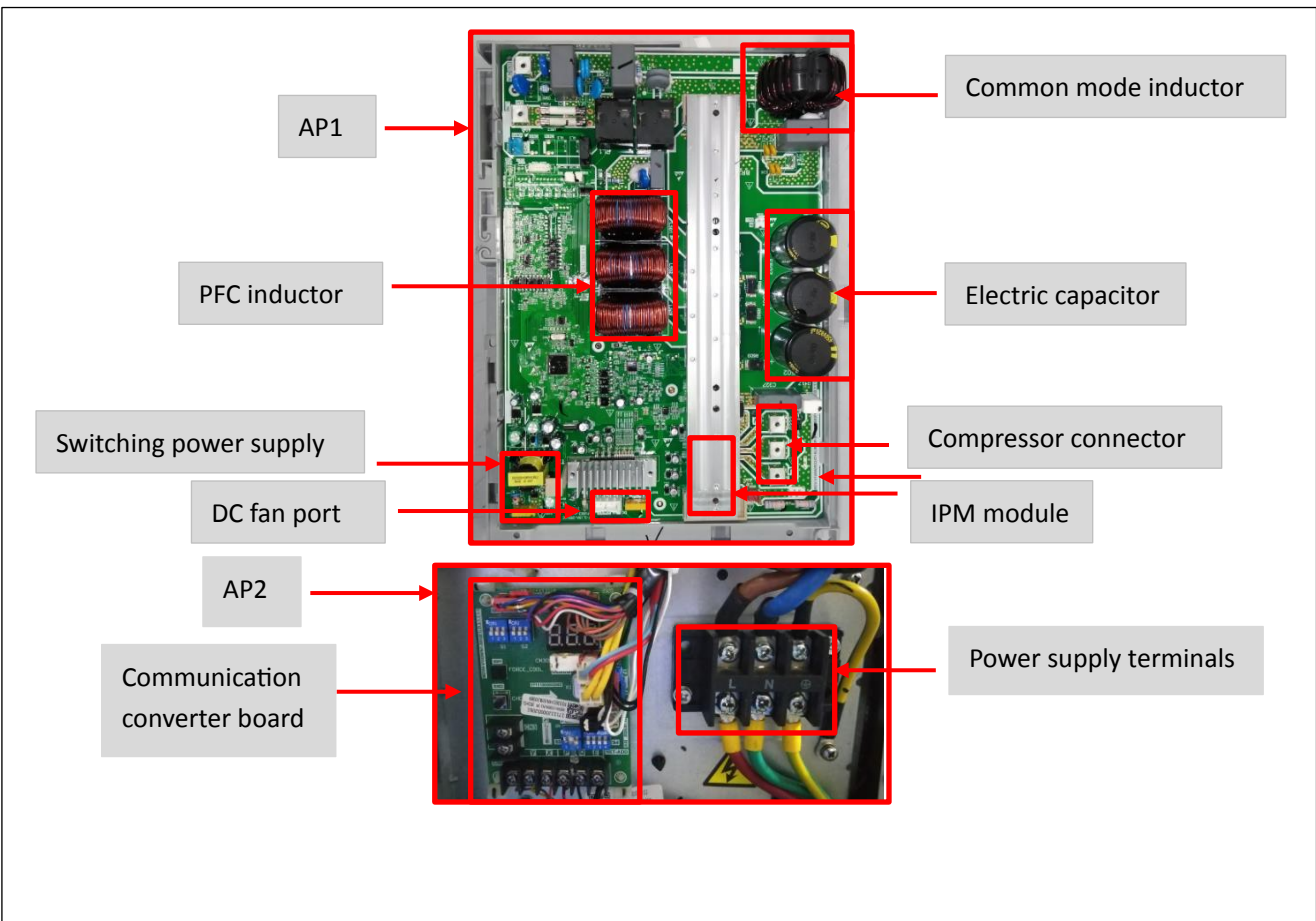 Common mode inductor
AP1
PFC inductor
Electric capacitor
Switching power supply
Compressor connector
DC fan port
IPM module
AP2
FORCE_COOL
L N
Communication
converter board
Power supply terminals